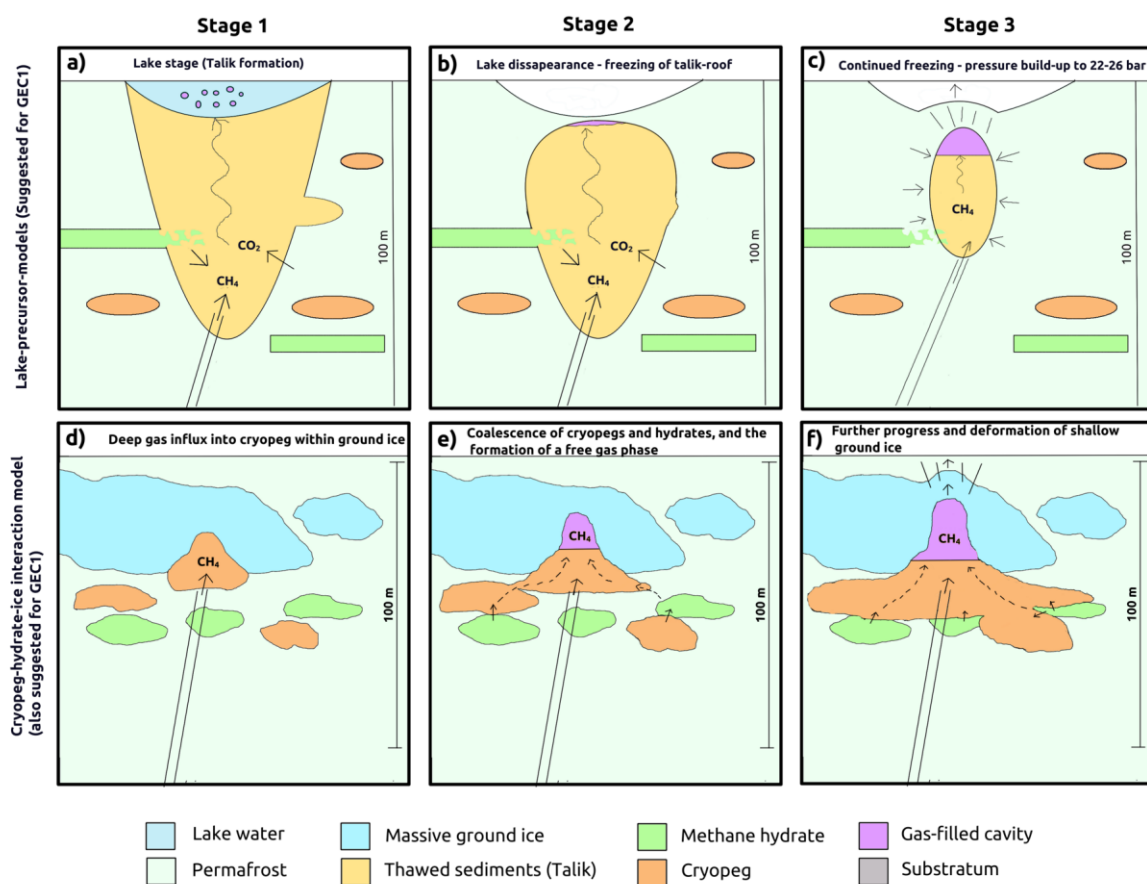 Stage 1
Stage 2
Stage 3
Lake-precursor-models (Suggested for GEC1)
a)
Lake stage (Talik formation)
CO₂
CH₄
100 m
b)
Lake dissapearance - freezing of talik-roof
CO₂
CH₄
100 m
c)
Continued freezing - pressure build-up to 22-26 bar
CH₄
100 m
Cryopeg-hydrate-ice interaction model
(also suggested for GEC1)
d)
Deep gas influx into cryopeg within ground ice
CH₄
100 m
e)
Coalescence of cryopegs and hydrates, and the
formation of a free gas phase
CH₄
100 m
f)
Further progress and deformation of shallow
ground ice
CH₄
100 m
Lake water
Massive ground ice
Methane hydrate
Gas-filled cavity
Permafrost
Thawed sediments (Talik)
Cryopeg
Substratum